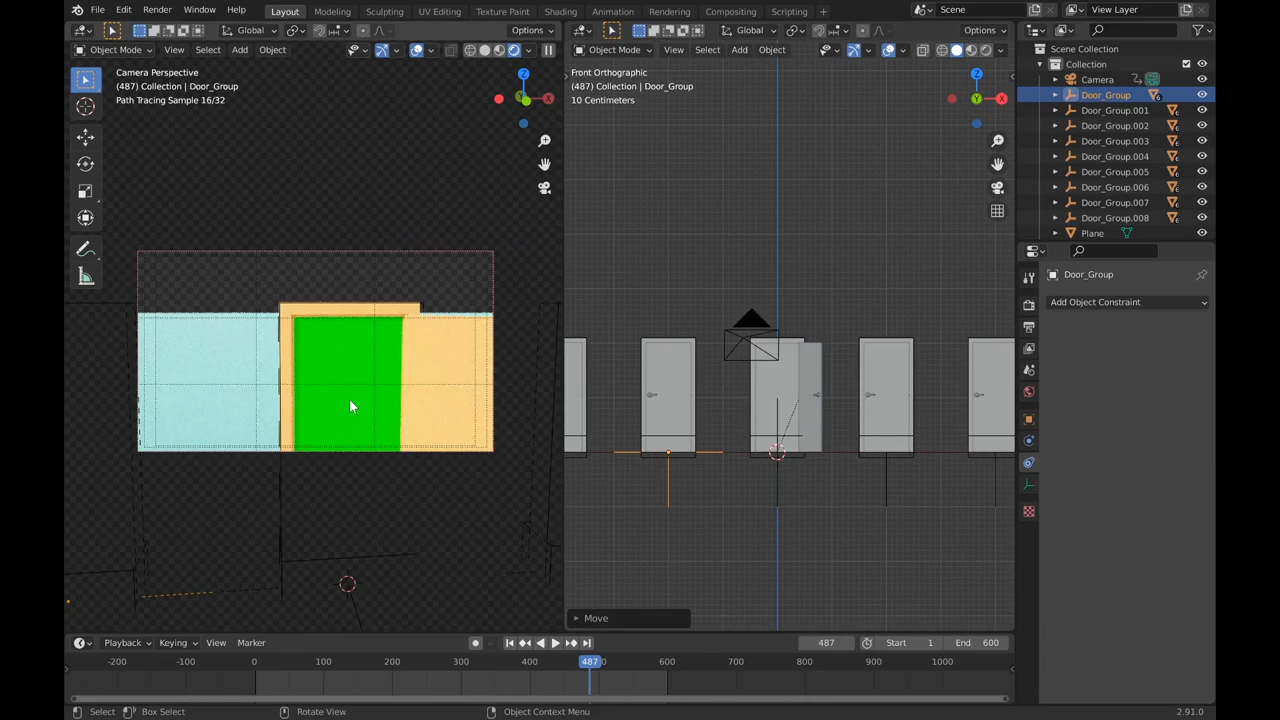 File Edit Render Window Help Layout Modeling Sculpting UV Editing Texture Paint Shading Animation Rendering Compositing Scripting + Scene View Layer
Global Options Global Options
Object Mode View Select Add Object Object Mode View Select Add Object
Scene Collection
Collection
Camera
Door_Group
Door_Group.001
Door_Group.002
Door_Group.003
Door_Group.004
Door_Group.005
Door_Group.006
Door_Group.007
Door_Group.008
Plane
Camera Perspective
(487) Collection | Door_Group
Path Tracing Sample 16/32
Z
X
Front Orthographic
(487) Collection | Door_Group
10 Centimeters
Z
Y
X
Door_Group
Add Object Constraint
Move
Playback Keying View Marker 487 Start 1 End 600
-200 -100 0 100 200 300 400 487 600 700 800 900 1000
Select Box Select Rotate View Object Context Menu 2.91.0